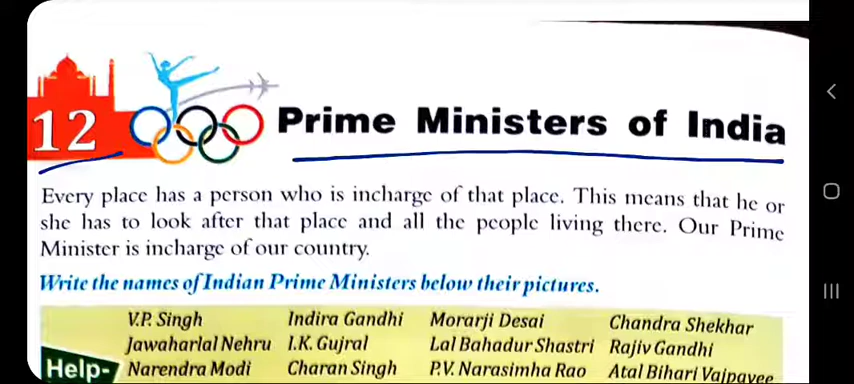 12 Prime Ministers of India
Every place has a person who is incharge of that place. This means that he or
she has to look after that place and all the people living there. Our Prime
Minister is incharge of our country.
Write the names of Indian Prime Ministers below their pictures.
V.P. Singh Indira Gandhi Morarji Desai Chandra Shekhar
Jawaharlal Nehru I.K. Gujral Lal Bahadur Shastri Rajiv Gandhi
Help- Narendra Modi Charan Singh P.V. Narasimha Rao Atal Bihari Vajpayee